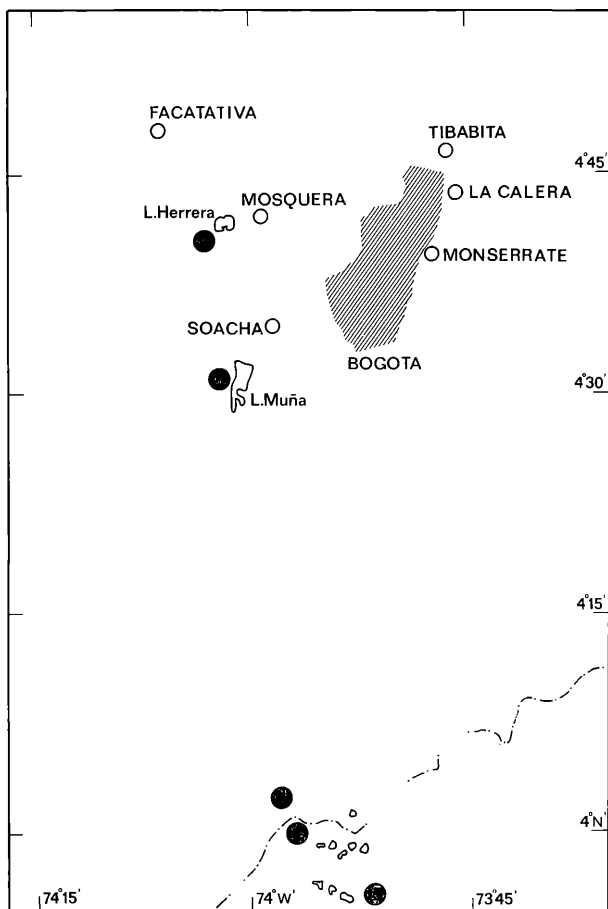 FACATATIVA
TIBABITA
4°45'
LA CALERA
L.Herrera
MOSQUERA
MONSERRATE
SOACHA
BOGOTA
4°30'
L.Muña
4°15'
4°N'
74°15'
74°W'
73°45'